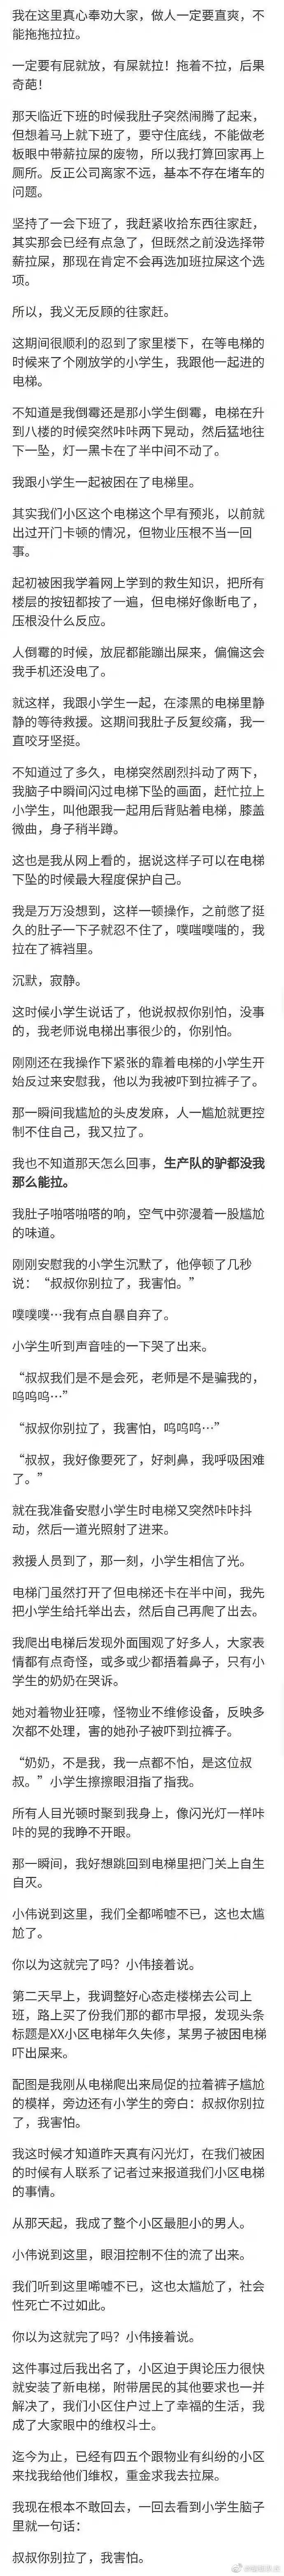 我在这里真心奉劝大家，做人一定要直爽，不
能拖拖拉拉。
一定要有屁就放，有屎就拉！拖着不拉，后果
奇葩！
那天临近下班的时候我肚子突然闹腾了起来，
但想着马上就下班了，要守住底线，不能做老
板眼中带薪拉屎的废物，所以我打算回家再上
厕所。反正公司离家不远，基本不存在堵车的
问题。
坚持了一会下班了，我赶紧收拾东西往家赶，
其实那会已经有点急了，但既然之前没选择带
薪拉屎，那现在肯定不会再选加班拉屎这个选
项。
所以，我义无反顾的往家赶。
这期间很顺利的忍到了家里楼下，在等电梯的
时候来了个刚放学的小学生，我跟他一起进的
电梯。
不知道是我倒霉还是那小学生倒霉，电梯在升
到八楼的时候突然咔咔两下晃动，然后猛地往
下一坠，灯一黑卡在了半中间不动了。
我跟小学生一起被困在了电梯里。
其实我们小区这个电梯这个早有预兆，以前就
出过开门卡顿的情况，但物业压根不当一回
事。
起初被困我学着网上学到的救生知识，把所有
楼层的按钮都按了一遍，但电梯好像断电了，
压根没什么反应。
人倒霉的时候，放屁都能蹦出屎来，偏偏这会
我手机还没电了。
就这样，我跟小学生一起，在漆黑的电梯里静
静的等待救援。这期间我肚子反复绞痛，我一
直咬牙坚挺。
不知道过了多久，电梯突然剧烈抖动了两下，
我脑子中瞬间闪过电梯下坠的画面，赶忙拉上
小学生，叫他跟我一起用后背贴着电梯，膝盖
微曲，身子稍半蹲。
这也是我从网上看的，据说这样子可以在电梯
下坠的时候最大程度保护自己。
我是万万没想到，这样一顿操作，之前憋了挺
久的肚子一下子就忍不住了，噗嗤噗嗤的，我
拉在了裤裆里。
沉默，寂静。
这时候小学生说话了，他说叔叔你别怕，没事
的，我老师说电梯出事很少的，你别怕。
刚刚还在我操作下紧张的靠着电梯的小学生开
始反过来安慰我，他以为我被吓到拉裤子了。
那一瞬间我尴尬的头皮发麻，人一尴尬就更控
制不住自己，我又拉了。
我也不知道那天怎么回事，生产队的驴都没我
那么能拉。
我肚子啪嗒啪嗒的响，空气中弥漫着一股尴尬
的味道。
刚刚安慰我的小学生沉默了，他停顿了几秒
说：“叔叔你别拉了，我害怕。”
噗噗噗…我有点自暴自弃了。
小学生听到声音哇的一下哭了出来。
“叔叔我们是不是会死，老师是不是骗我的，
呜呜呜…”
“叔叔你别拉了，我害怕，呜呜呜…”
“叔叔，我好像要死了，好刺鼻，我呼吸困难
了。”
就在我准备安慰小学生时电梯又突然咔咔抖
动，然后一道光照射了进来。
救援人员到了，那一刻，小学生相信了光。
电梯门虽然打开了但电梯还卡在半中间，我先
把小学生给托举出去，然后自己再爬了出去。
我爬出电梯后发现外面围观了好多人，大家表
情都有点奇怪，或多或少都捂着鼻子，只有小
学生的奶奶在哭诉。
她对着物业狂嚎，怪物业不维修设备，反映多
次都不处理，害的她孙子被吓到拉裤子。
“奶奶，不是我，我一点都不怕，是这位叔
叔。”小学生擦擦眼泪指了指我。
所有人目光顿时聚到我身上，像闪光灯一样咔
咔的晃的我睁不开眼。
那一瞬间，我好想跳回到电梯里把门关上自生
自灭。
小伟说到这里，我们全都唏嘘不已，这也太尴
尬了。
你以为这就完了吗？小伟接着说。
第二天早上，我调整好心态走楼梯去公司上
班，路上买了份我们那的都市早报，发现头条
标题是XX小区电梯年久失修，某男子被困电梯
吓出屎来。
配图是我刚从电梯爬出来局促的拉着裤子尴尬
的模样，旁边还有小学生的旁白：叔叔你别拉
了，我害怕。
我这时候才知道昨天真有闪光灯，在我们被困
的时候有人联系了记者过来报道我们小区电梯
的事情。
从那天起，我成了整个小区最胆小的男人。
小伟说到这里，眼泪控制不住的流了出来。
我们听到这里唏嘘不已，这也太尴尬了，社会
性死亡不过如此。
你以为这就完了吗？小伟接着说。
这件事过后我出名了，小区迫于舆论压力很快
就安装了新电梯，附带居民的其他要求也一并
解决了，我们小区住户过上了幸福的生活，我
成了大家眼中的维权斗士。
迄今为止，已经有四五个跟物业有纠纷的小区
来找我给他们维权，重金求我去拉屎。
我现在根本不敢回去，一回去看到小学生脑子
里就一句话：
叔叔你别拉了，我害怕。